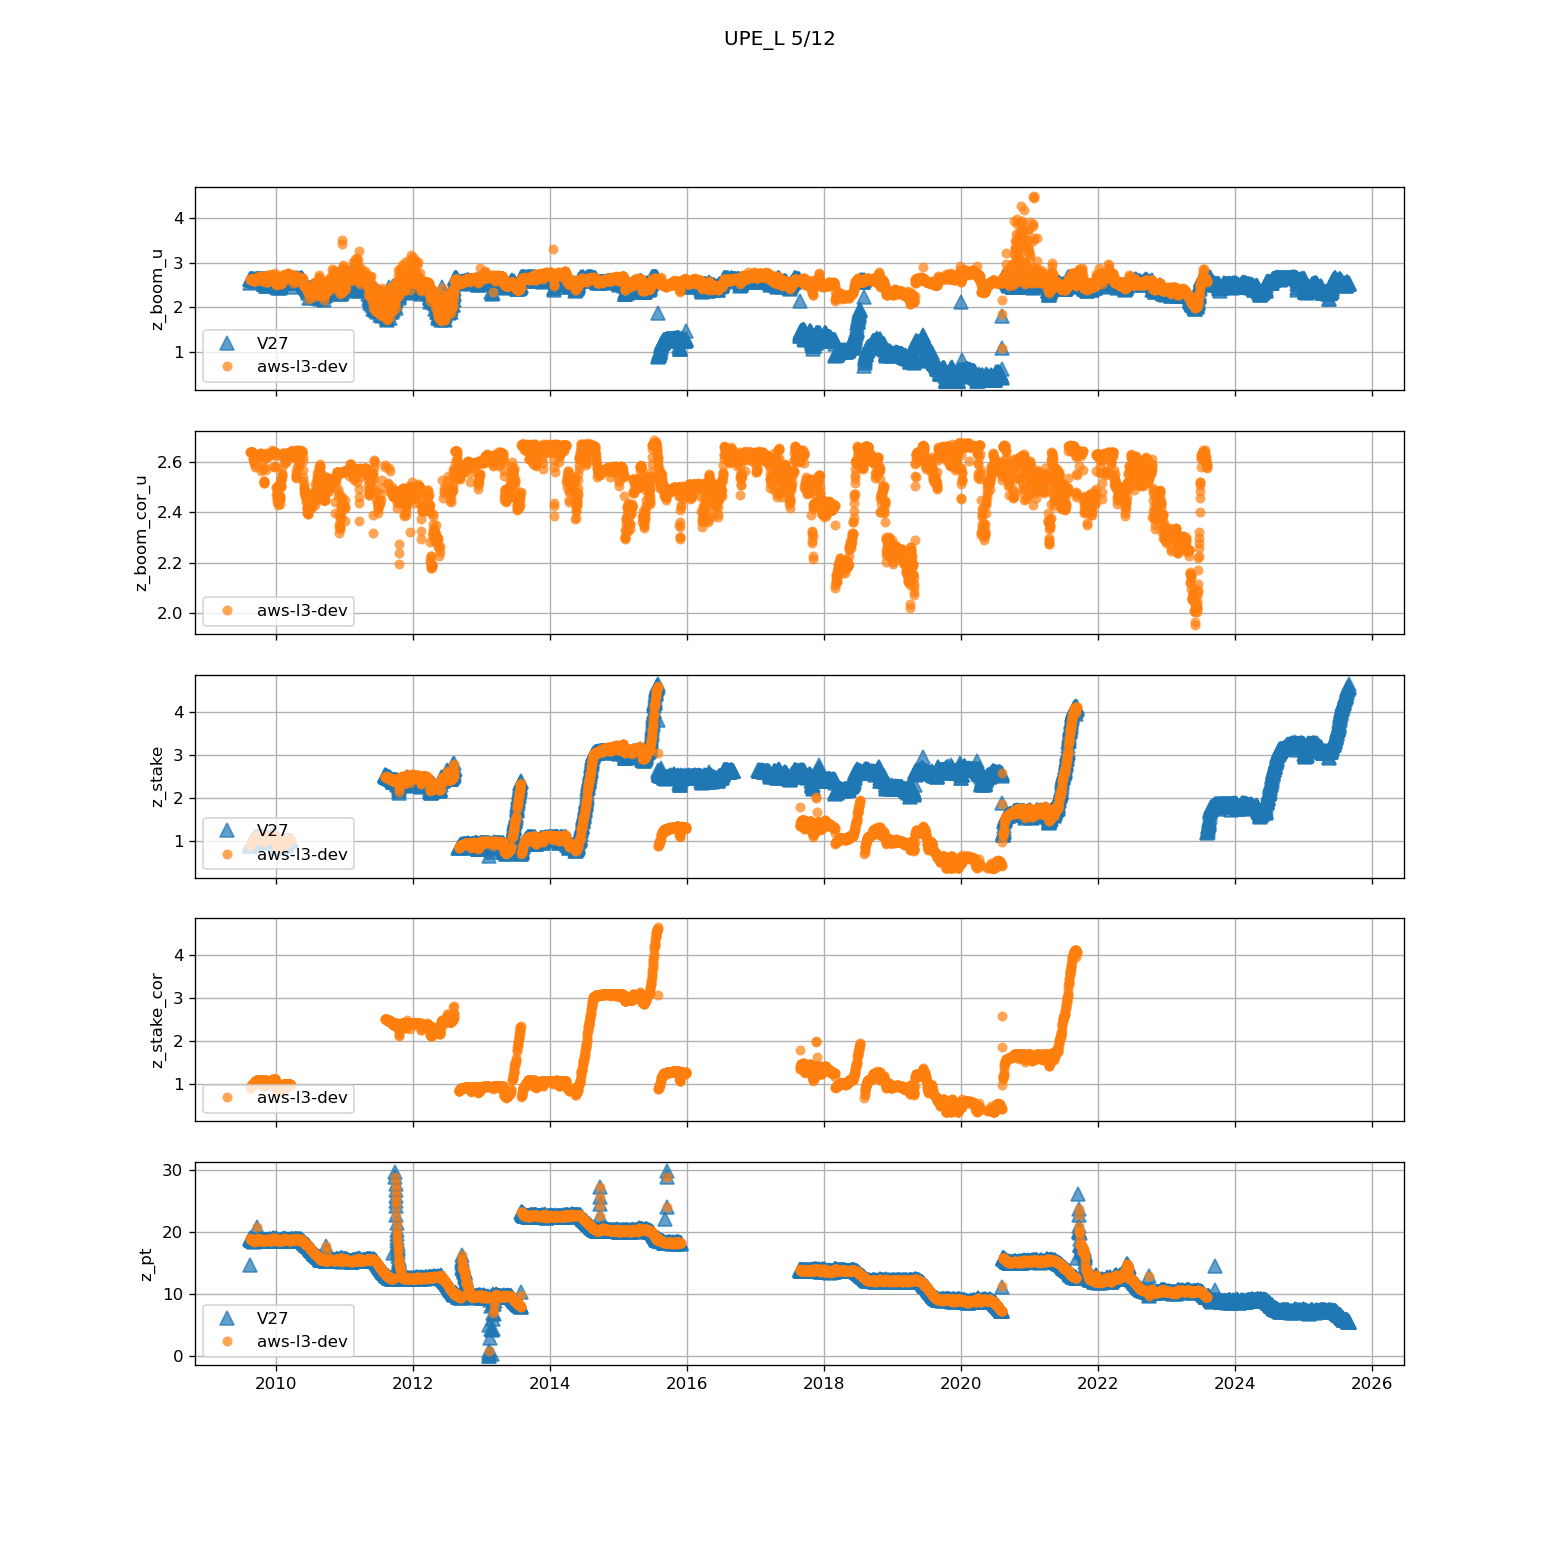 UPE_L 5/12
z_boom_u
4
3
2
1
V27
aws-l3-dev
z_boom_cor_u
2.6
2.4
2.2
2.0
aws-l3-dev
z_stake
4
3
2
1
V27
aws-l3-dev
z_stake_cor
4
3
2
1
aws-l3-dev
z_pt
30
20
10
0
V27
aws-l3-dev
2010 2012 2014 2016 2018 2020 2022 2024 2026